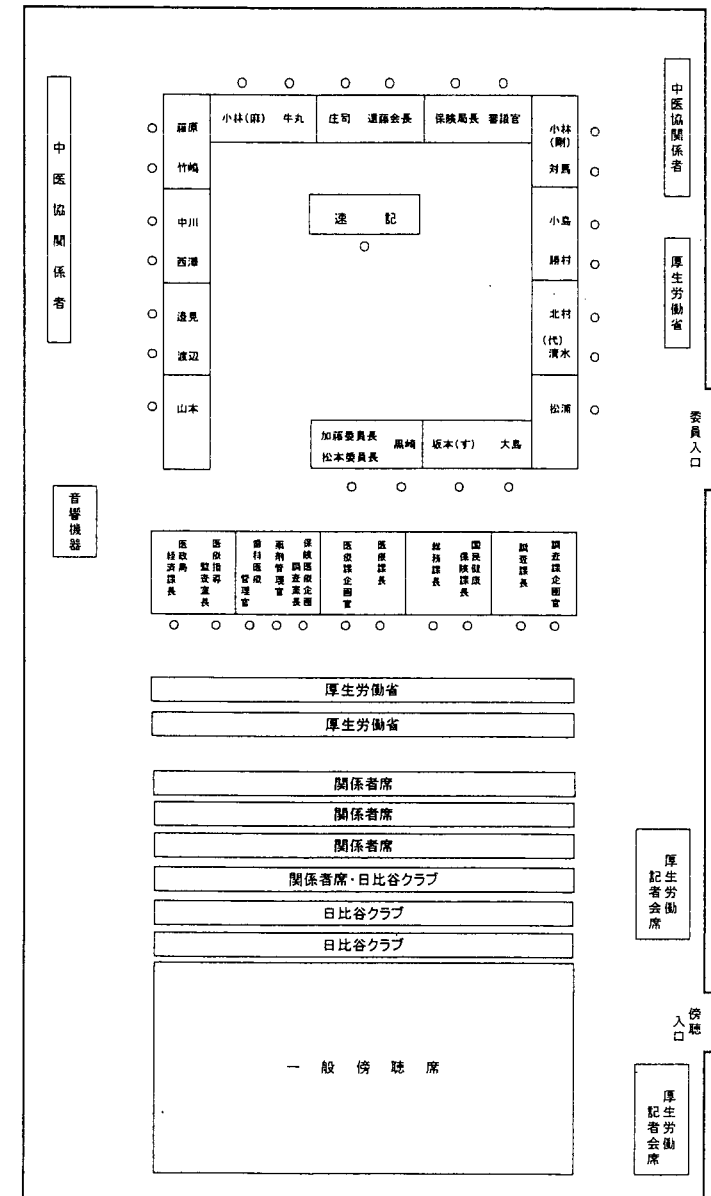 小林(麻) 牛丸 庄司 遠藤会長 保険局長 審議官
中医協関係者
藤原
竹嶋
中川
西澤
邉見
渡辺
山本
速 記
小林(剛)
対馬
小島
勝村
北村
(代)清水
松浦
中医協関係者
厚生労働省
委員入口
加藤委員長 黒崎 坂本(す) 大島
松本委員長
音響機器
医政局経済課長
医療指導監査室長
歯科医療管理官
薬剤管理官
保険医療企画調査室長
医療課企画官
医療課長
総務課長
国民健康保険課長
調査課長
調査課企画官
厚生労働省
厚生労働省
関係者席
関係者席
関係者席
関係者席・日比谷クラブ
日比谷クラブ
日比谷クラブ
厚生労働記者会席
傍聴入口
一 般 傍 聴 席
厚生労働記者会席